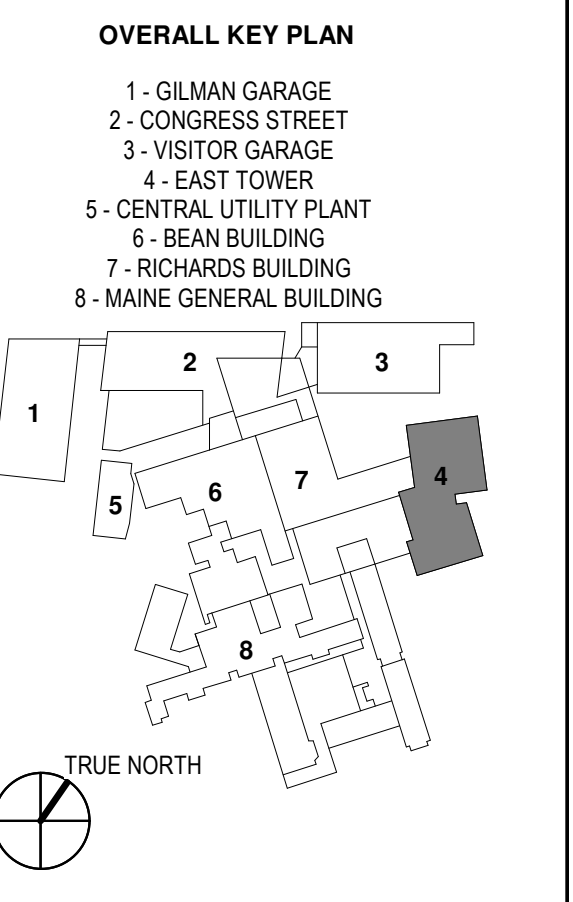 OVERALL KEY PLAN
1 - GILMAN GARAGE
2 - CONGRESS STREET
3 - VISITOR GARAGE
4 - EAST TOWER
5 - CENTRAL UTILITY PLANT
6 - BEAN BUILDING
7 - RICHARDS BUILDING
8 - MAINE GENERAL BUILDING
2
3
1
4
7
6
5
8
TRUE NORTH